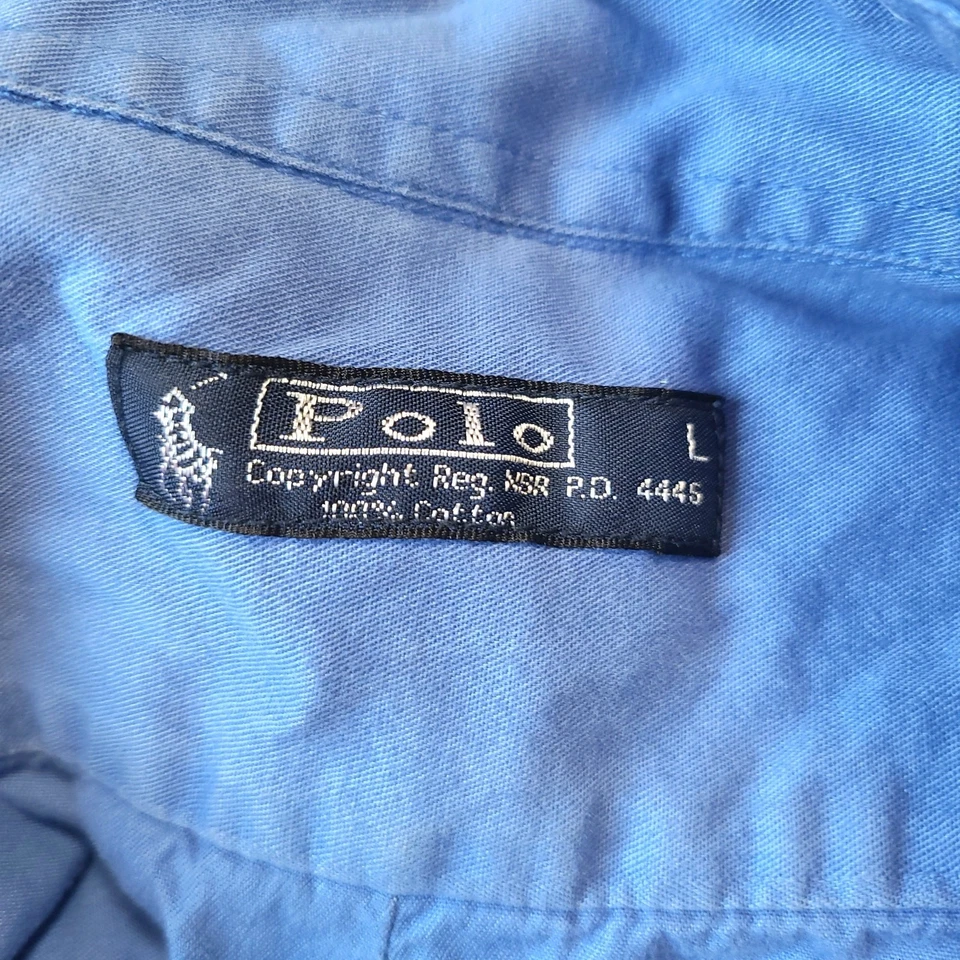 Polo
L
Copyright Reg. NSR P.D. 4446
100% Cotton